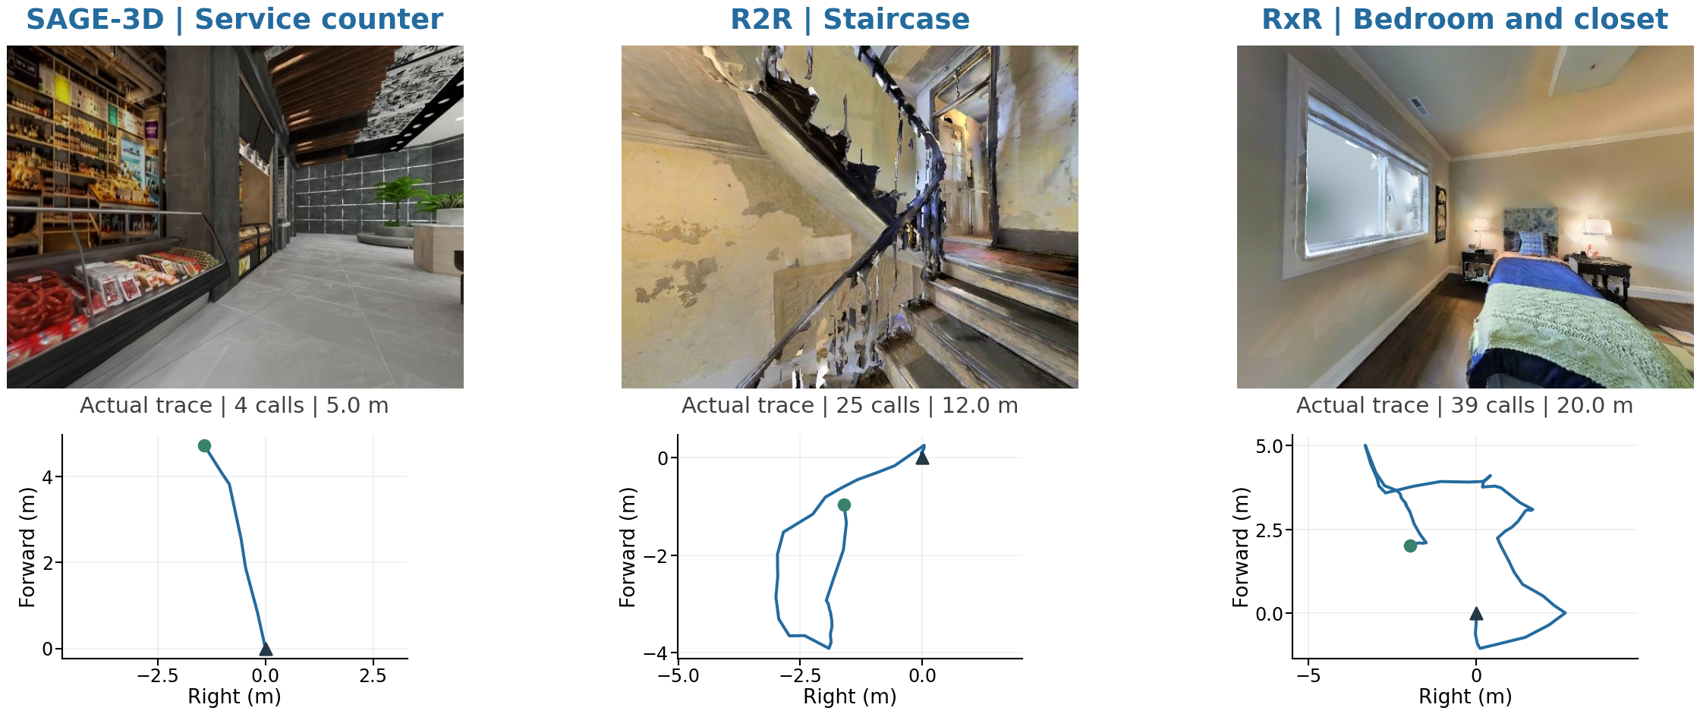 SAGE-3D | Service counter
Actual trace | 4 calls | 5.0 m
Forward (m)
4
2
0
−2.5
0.0
2.5
Right (m)
R2R | Staircase
Actual trace | 25 calls | 12.0 m
Forward (m)
0
−2
−4
−5.0
−2.5
0.0
Right (m)
RxR | Bedroom and closet
Actual trace | 39 calls | 20.0 m
Forward (m)
5.0
2.5
0.0
−5
0
Right (m)